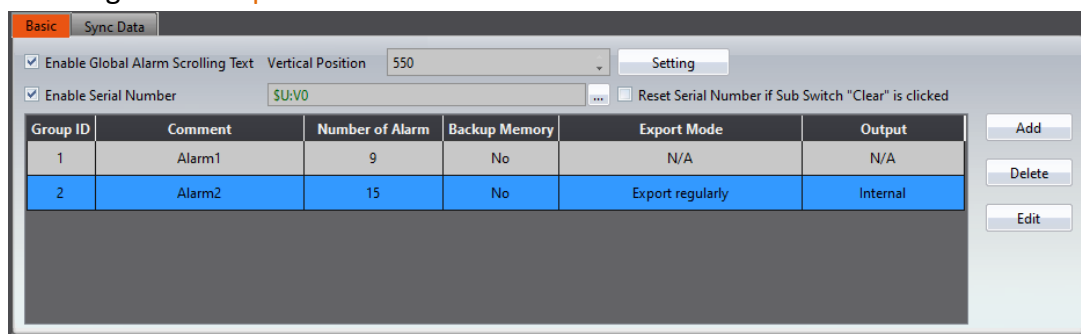 Basic Sync Data
Enable Global Alarm Scrolling Text Vertical Position 550 Setting
Enable Serial Number $U:V0 ... Reset Serial Number if Sub Switch "Clear" is clicked
Group ID Comment Number of Alarm Backup Memory Export Mode Output Add
1 Alarm1 9 No N/A N/A
Delete
2 Alarm2 15 No Export regularly Internal
Edit